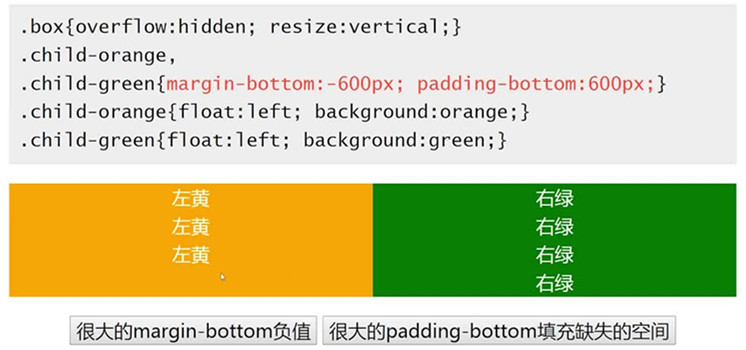 .box{overflow:hidden; resize:vertical;}
.child-orange,
.child-green{margin-bottom:-600px; padding-bottom:600px;}
.child-orange{float:left; background:orange;}
.child-green{float:left; background:green;}
左黄 右绿
左黄 右绿
左黄 右绿
右绿
很大的margin-bottom负值 很大的padding-bottom填充缺失的空间